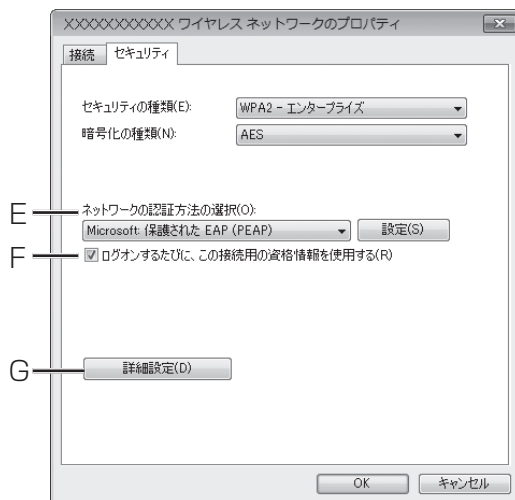 XXXXXXXXXXXX ワイヤレス ネットワークのプロパティ
接続 セキュリティ
セキュリティの種類(E): WPA2 - エンタープライズ
暗号化の種類(N): AES
E ネットワークの認証方法の選択(O):
Microsoft: 保護された EAP (PEAP) 設定(S)
F ログオンするたびに、この接続用の資格情報を使用する(R)
G 詳細設定(D)
OK キャンセル